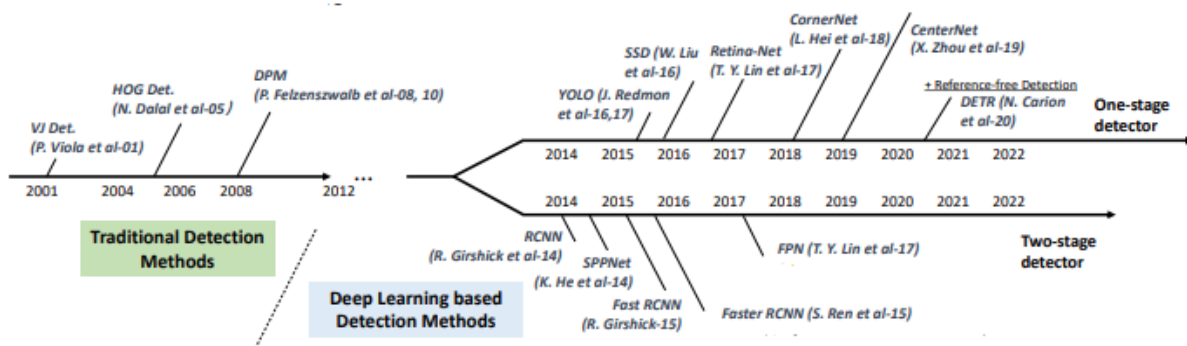 CornerNet
(L. Hei et al-18)
CenterNet
(X. Zhou et al-19)
SSD (W. Liu
et al-16)
Retina-Net
(T. Y. Lin et al-17)
DPM
(P. Felzenszwalb et al-08, 10)
HOG Det.
(N. Dalal et al-05)
YOLO (J. Redmon
et al-16,17)
+ Reference-free Detection
DETR (N. Carion
et al-20)
One-stage
detector
VJ Det.
(P. Viola et al-01)
2014 2015 2016 2017 2018 2019 2020 2021 2022
2001 2004 2006 2008 2012 ...
2014 2015 2016 2017 2018 2019 2020 2021 2022
Traditional Detection
Methods
RCNN
(R. Girshick et al-14)
SPPNet
(K. He et al-14)
FPN (T. Y. Lin et al-17)
Two-stage
detector
Deep Learning based
Detection Methods
Fast RCNN
(R. Girshick-15)
Faster RCNN (S. Ren et al-15)